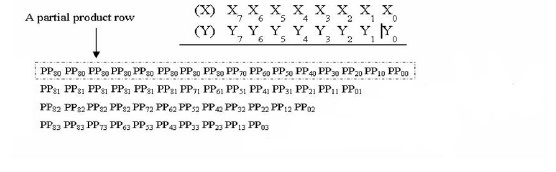 A partial product row
(X) X7 X6 X5 X4 X3 X2 X1 X0
(Y) Y7 Y6 Y5 Y4 Y3 Y2 Y1 Y0
PP80 PP80 PP80 PP80 PP80 PP80 PP80 PP80 PP70 PP60 PP50 PP40 PP30 PP20 PP10 PP00
PP81 PP81 PP81 PP81 PP81 PP81 PP71 PP61 PP51 PP41 PP31 PP21 PP11 PP01
PP82 PP82 PP82 PP82 PP72 PP62 PP52 PP42 PP32 PP22 PP12 PP02
PP83 PP83 PP73 PP63 PP53 PP43 PP33 PP23 PP13 PP03